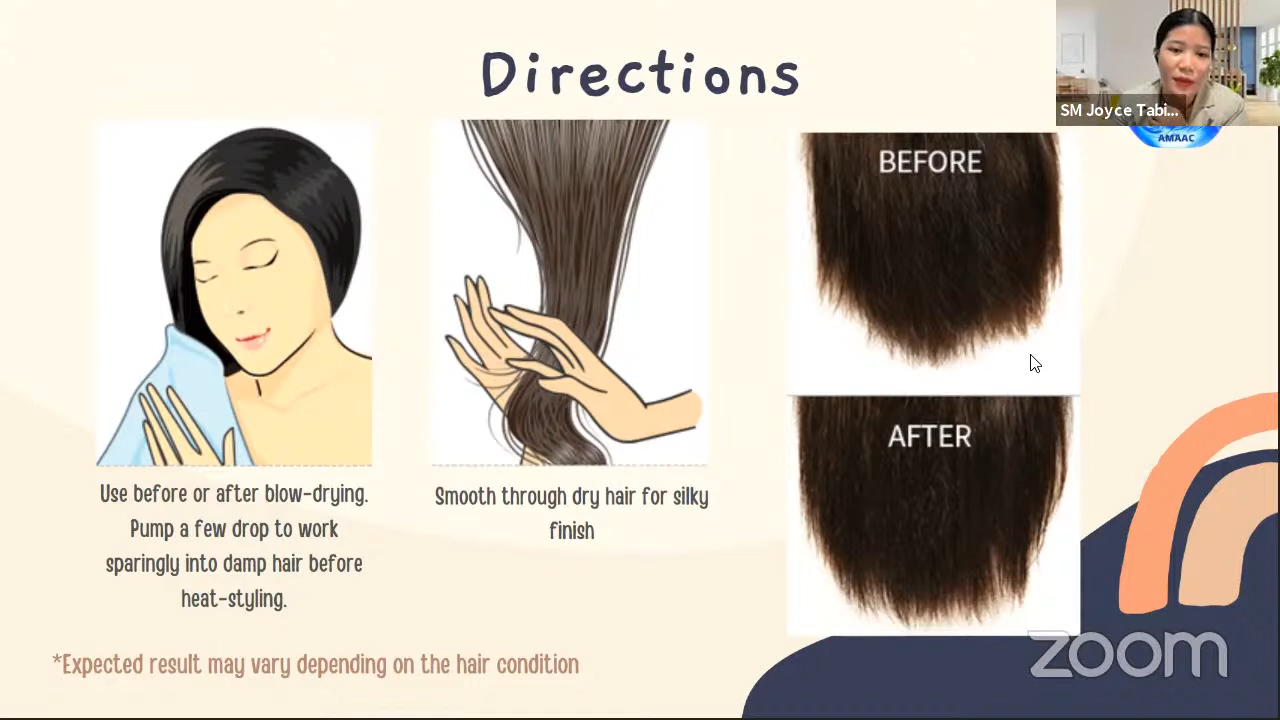 Directions
SM Joyce Tabi...
AMAAC
BEFORE
AFTER
Use before or after blow-drying.
Pump a few drop to work
sparingly into damp hair before
heat-styling.
Smooth through dry hair for silky
finish
*Expected result may vary depending on the hair condition
zoom